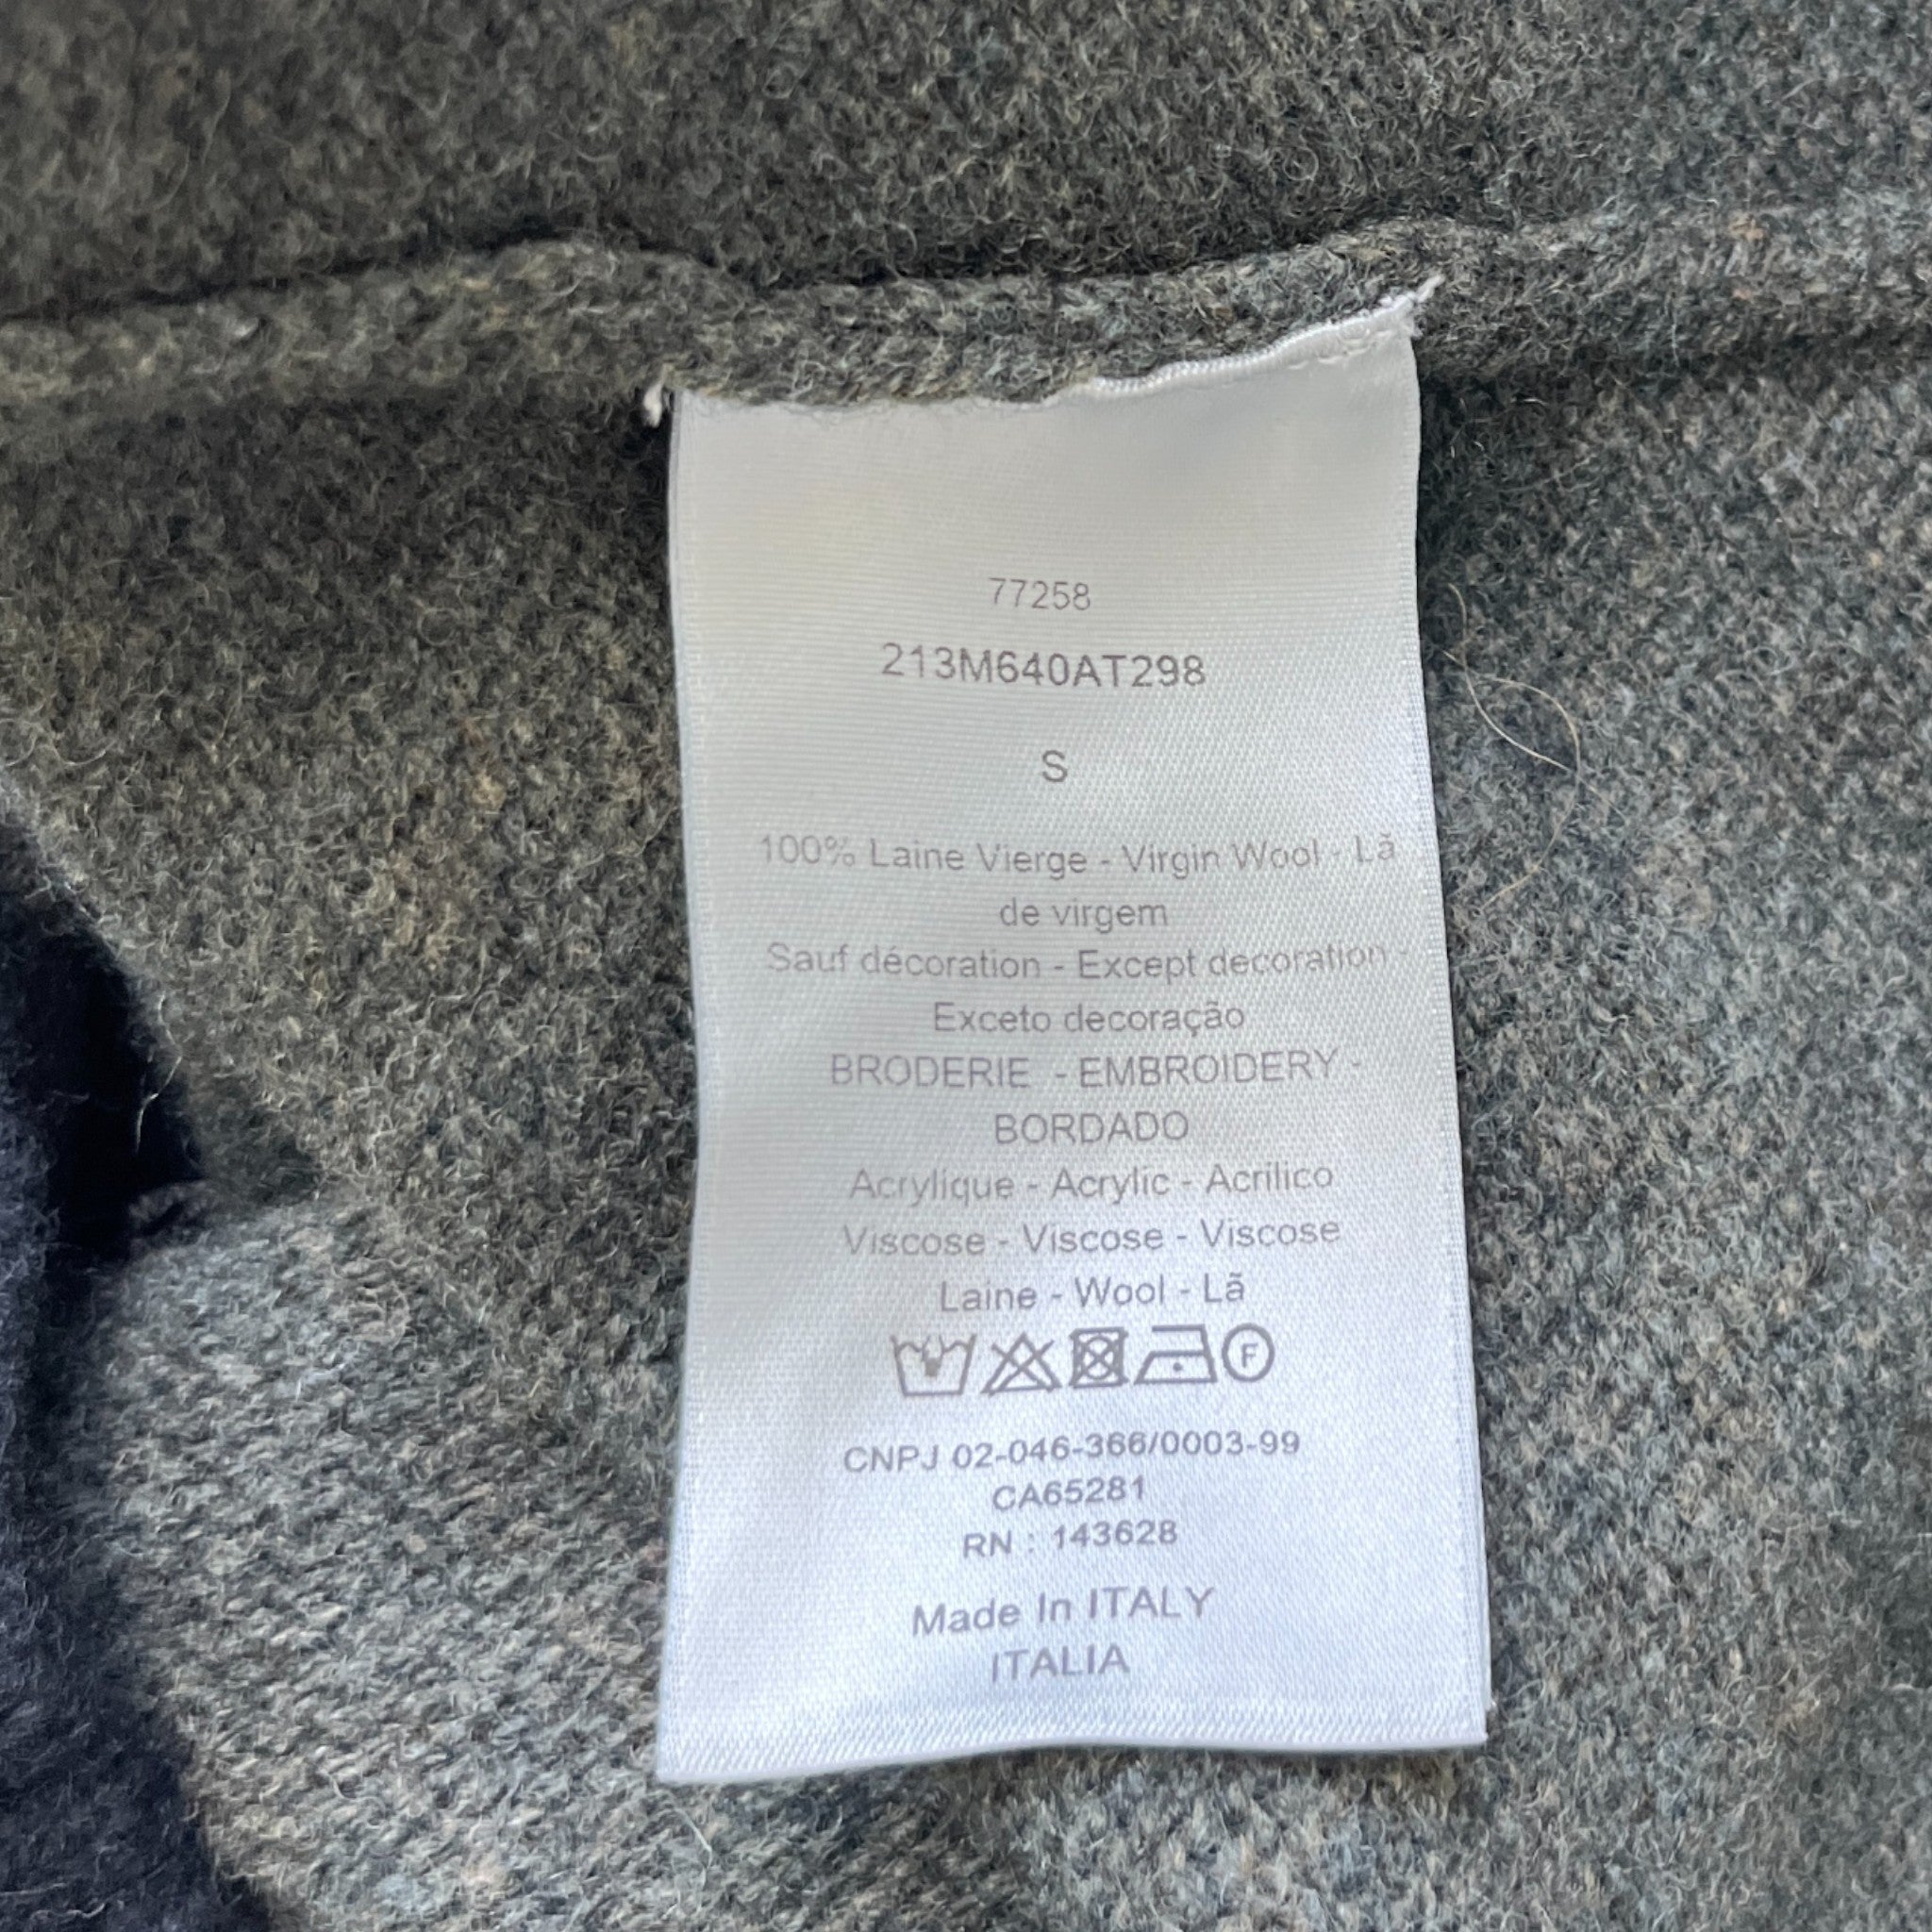 77258
213M640AT298
S
100% Laine Vierge - Virgin Wool - Lã
de virgem
Sauf décoration - Except decoration -
Exceto decoração
BRODERIE - EMBROIDERY -
BORDADO
Acrylique - Acrylic - Acrilico
Viscose - Viscose - Viscose
Laine - Wool - Lã
F
CNPJ 02-046-366/0003-99
CA65281
RN : 143628
Made In ITALY
ITALIA